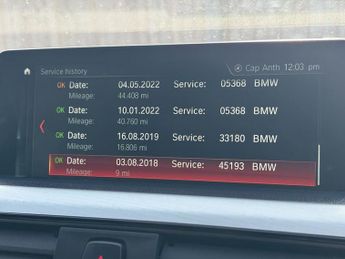 Service history
Cap Anth 12:03 pm
OK Date: 04.05.2022 Service: 05368 BMW
Mileage: 44.408 mi
OK Date: 10.01.2022 Service: 05368 BMW
Mileage: 40.760 mi
OK Date: 16.08.2019 Service: 33180 BMW
Mileage: 16.806 mi
OK Date: 03.08.2018 Service: 45193 BMW
Mileage: 9 mi